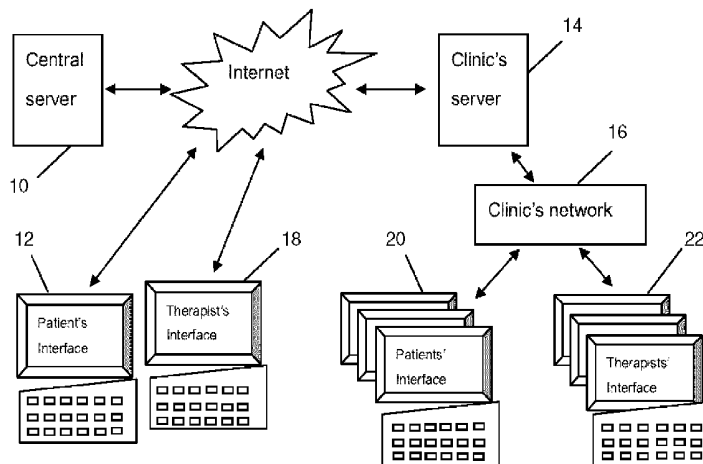 Central
server
10
Internet
Clinic's
server
14
16
Clinic's network
12
Patient's
Interface
18
Therapist's
Interface
20
Patients'
Interface
22
Therapists'
Interface